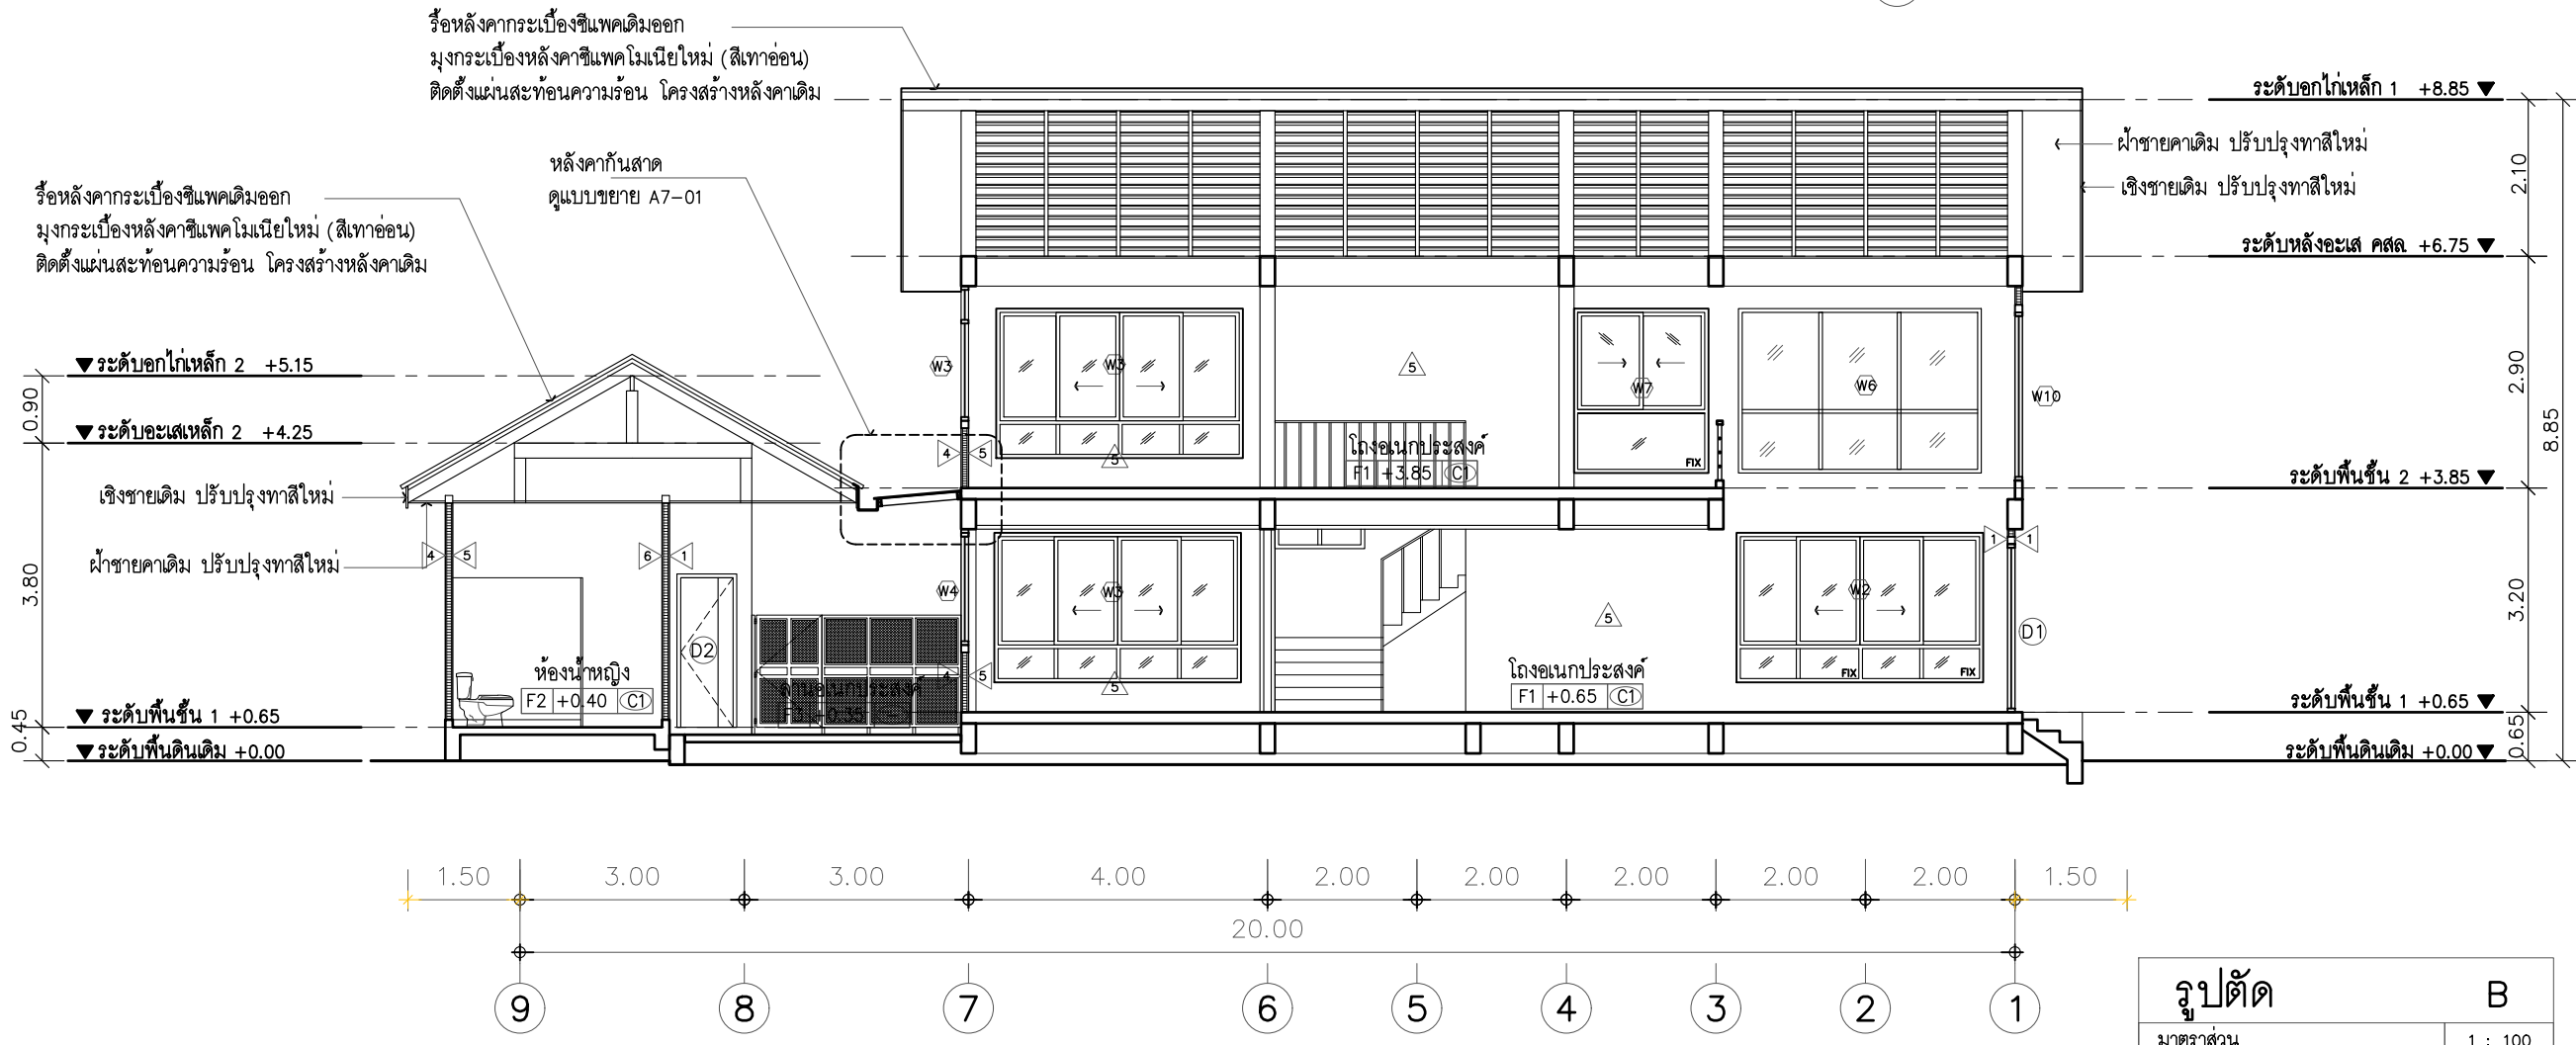 รื้อหลังคากระเบื้องซีแพคเดิมออก
มุงกระเบื้องหลังคาซีแพคโมเนียใหม่ (สีเทาอ่อน)
ติดตั้งแผ่นสะท้อนความร้อน โครงสร้างหลังคาเดิม
ระดับอกไก่เหล็ก 1 +8.85
ฝ้าชายคาเดิม ปรับปรุงทาสีใหม่
เชิงชายเดิม ปรับปรุงทาสีใหม่
2.10
หลังคากันสาด
ดูแบบขยาย A7-01
รื้อหลังคากระเบื้องซีแพคเดิมออก
มุงกระเบื้องหลังคาซีแพคโมเนียใหม่ (สีเทาอ่อน)
ติดตั้งแผ่นสะท้อนความร้อน โครงสร้างหลังคาเดิม
ระดับหลังอะเส คสล. +6.75
ระดับอกไก่เหล็ก 2 +5.15
0.90
ระดับอะเสเหล็ก 2 +4.25
W3
W3
5
W7
W6
W10
2.90
8.85
FIX
4 5
5
โถงอเนกประสงค์
F1 +3.85 C1
ระดับพื้นชั้น 2 +3.85
เชิงชายเดิม ปรับปรุงทาสีใหม่
ฝ้าชายคาเดิม ปรับปรุงทาสีใหม่
3.80
4 5
6 1
1 1
W4
W3
5
W2
D1
3.20
D2
FIX
FIX
4 5
5
ห้องน้ำหญิง
F2 +0.40 C1
ลานอเนกประสงค์
+0.35
โถงอเนกประสงค์
F1 +0.65 C1
ระดับพื้นชั้น 1 +0.65
ระดับพื้นชั้น 1 +0.65
0.45
ระดับพื้นดินเดิม +0.00
ระดับพื้นดินเดิม +0.00
0.65
1.50 3.00 3.00 4.00 2.00 2.00 2.00 2.00 2.00 1.50
20.00
9 8 7 6 5 4 3 2 1
รูปตัด B
มาตราส่วน 1 : 100